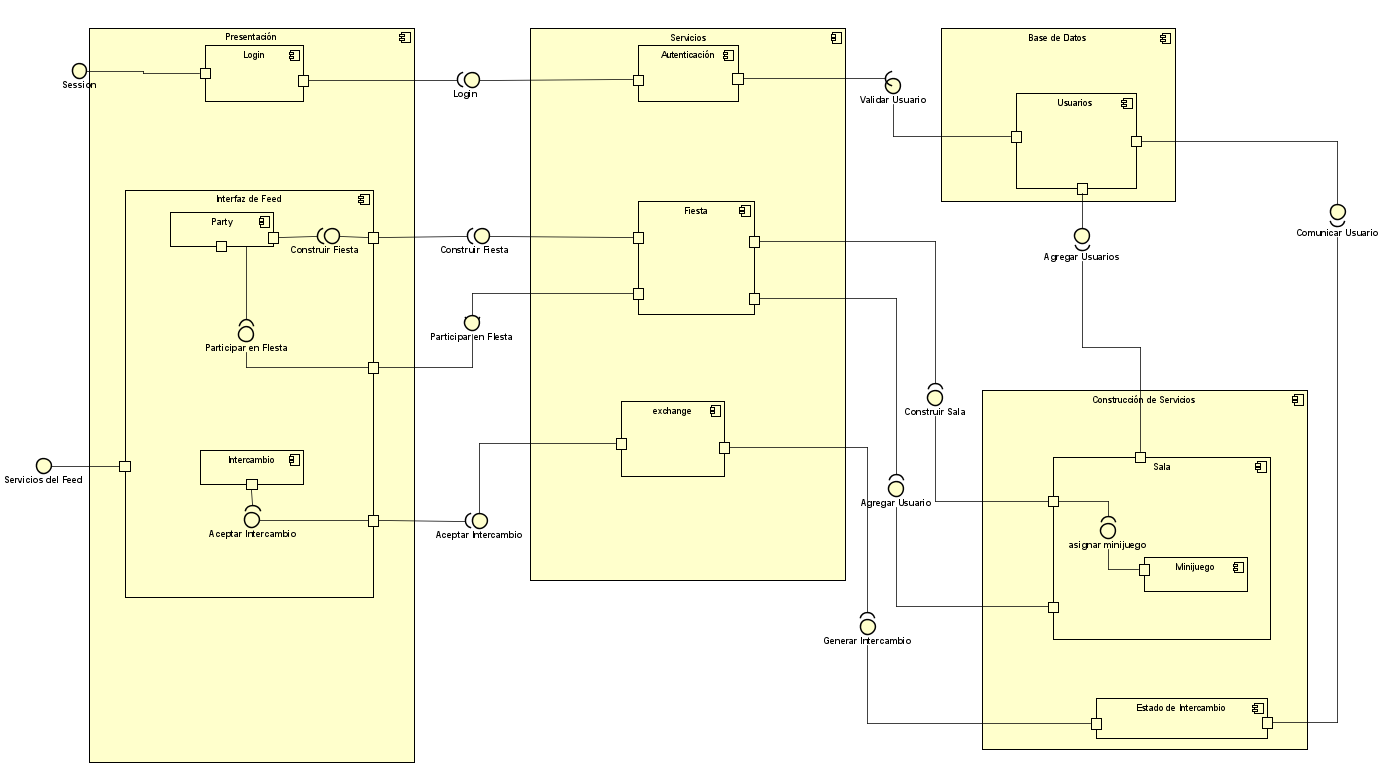 Presentación
Servicios
Base de Datos
Login
Autenticación
Session
Login
Validar Usuario
Usuarios
Interfaz de Feed
Party
Fiesta
Construir Fiesta
Construir Fiesta
Agregar Usuarios
Comunicar Usuario
Participar en FIesta
Participar en FIesta
Construir Sala
Construcción de Servicios
exchange
Intercambio
Sala
Servicios del Feed
Agregar Usuario
Aceptar Intercambio
Aceptar Intercambio
asignar minijuego
Minijuego
Generar Intercambio
Estado de Intercambio